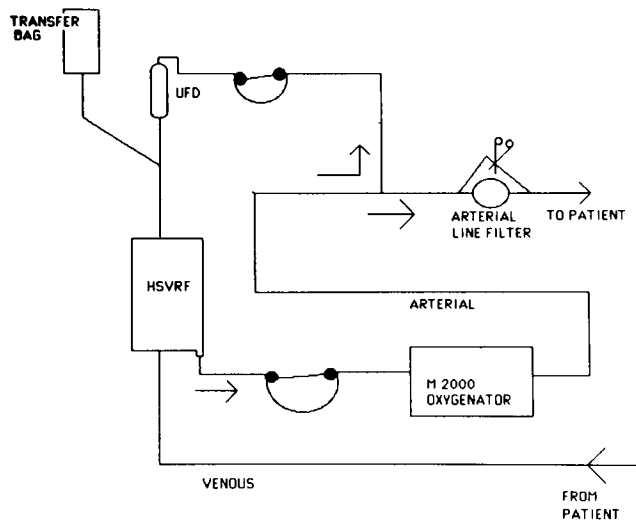 TRANSFER
BAG
UFD
ARTERIAL
LINE FILTER
TO PATIENT
HSVRF
ARTERIAL
M 2000
OXYGENATOR
VENOUS
FROM
PATIENT